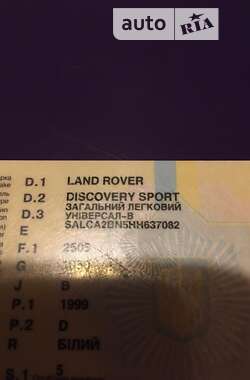 auto RIA
D.1 LAND ROVER
D.2 DISCOVERY SPORT
ЗАГАЛЬНИЙ ЛЕГКОВИЙ
D.3 УНІВЕРСАЛ-B
E SALCA2BN5HH637082
F.1 2505
G
J B
P.1 1999
P.2 D
R БІЛИЙ
S.1 5